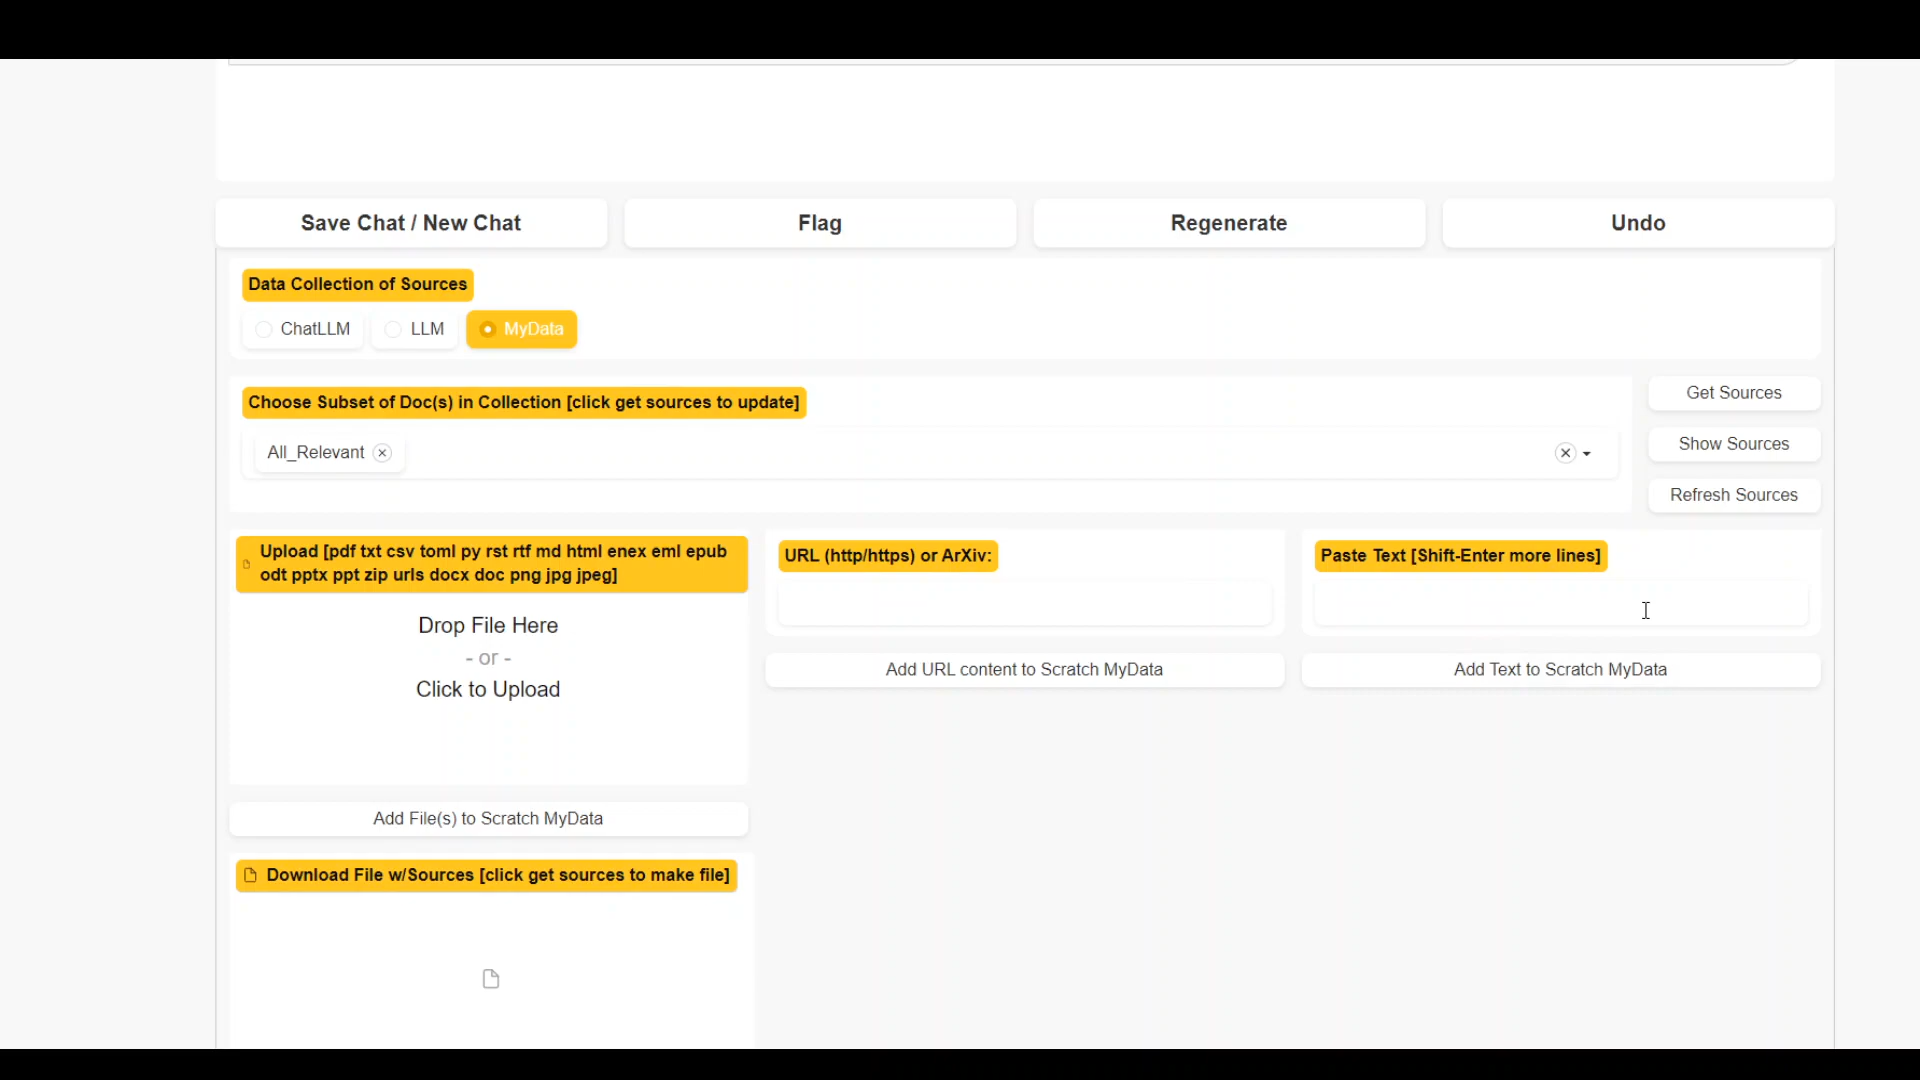 Save Chat / New Chat
Flag
Regenerate
Undo
Data Collection of Sources
ChatLLM
LLM
MyData
Choose Subset of Doc(s) in Collection [click get sources to update]
All_Relevant
Get Sources
Show Sources
Refresh Sources
Upload [pdf txt csv toml py rst rtf md html enex eml epub
odt pptx ppt zip urls docx doc png jpg jpeg]
Drop File Here
- or -
Click to Upload
Add File(s) to Scratch MyData
URL (http/https) or ArXiv:
Add URL content to Scratch MyData
Paste Text [Shift-Enter more lines]
Add Text to Scratch MyData
Download File w/Sources [click get sources to make file]